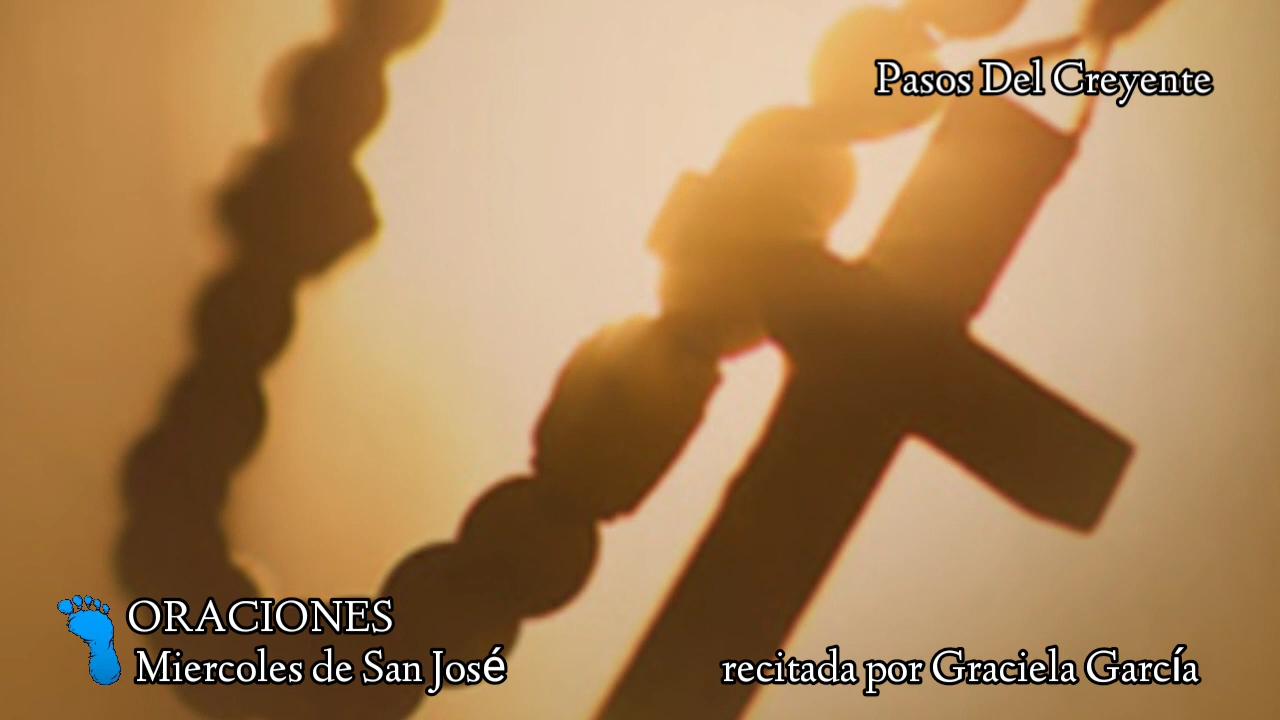 Pasos Del Creyente
ORACIONES
Miercoles de San José
recitada por Graciela García